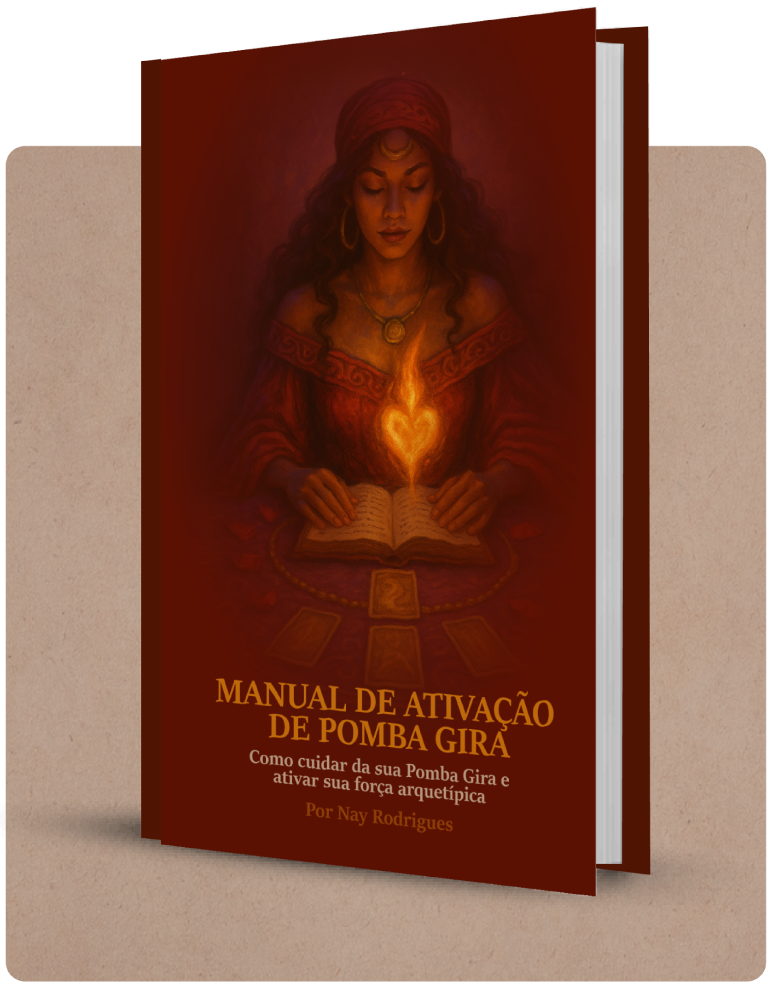 MANUAL DE ATIVAÇÃO
DE POMBA GIRA
Como cuidar da sua Pomba Gira e
ativar sua força arquetípica
Por Nay Rodrigues